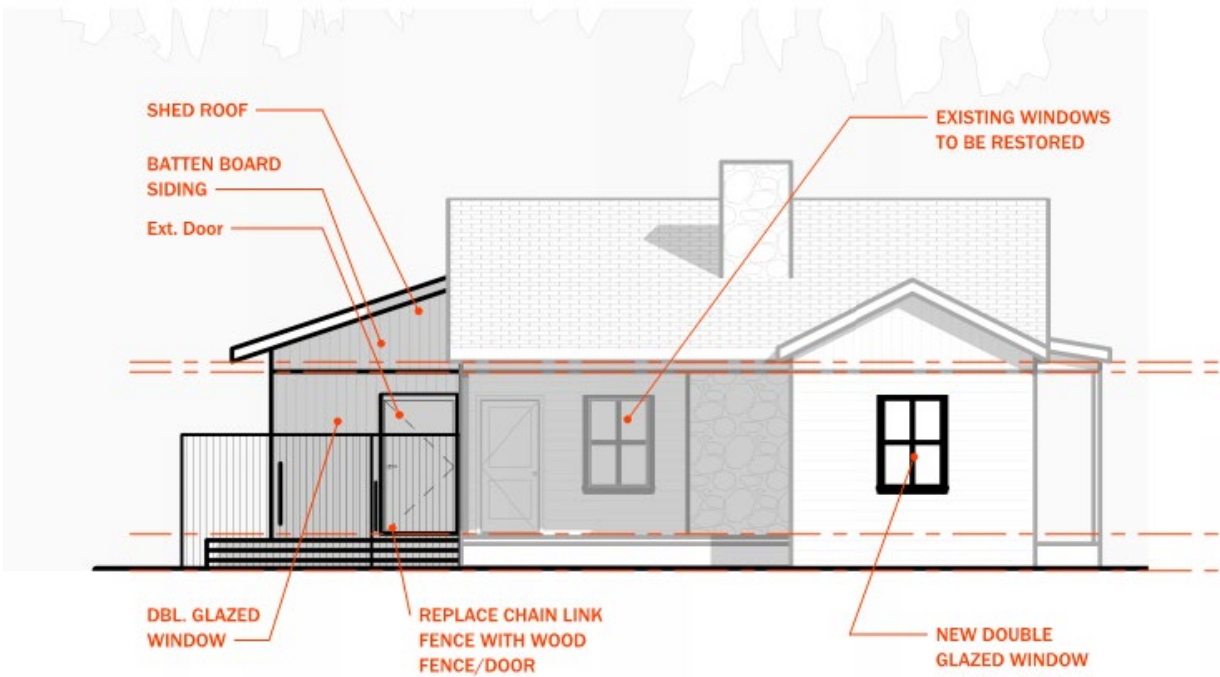 SHED ROOF
BATTEN BOARD
SIDING
Ext. Door
EXISTING WINDOWS
TO BE RESTORED
DBL. GLAZED
WINDOW
REPLACE CHAIN LINK
FENCE WITH WOOD
FENCE/DOOR
NEW DOUBLE
GLAZED WINDOW